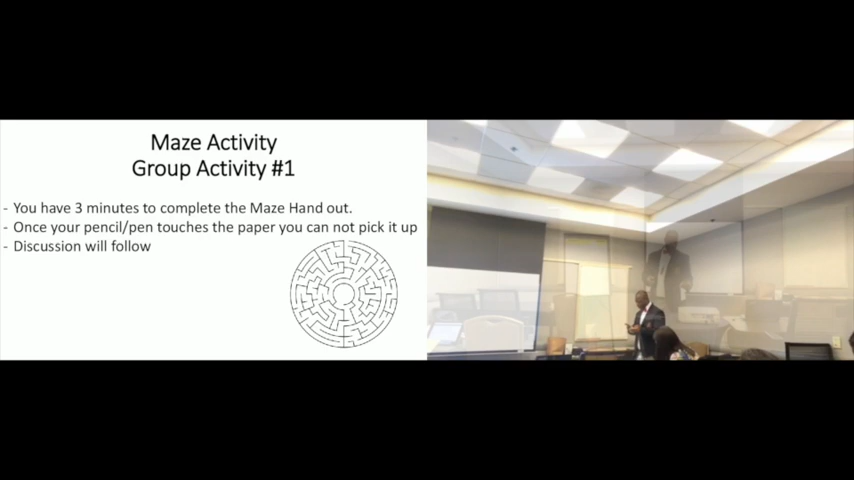 Maze Activity
Group Activity #1
- You have 3 minutes to complete the Maze Hand out.
- Once your pencil/pen touches the paper you can not pick it up
- Discussion will follow